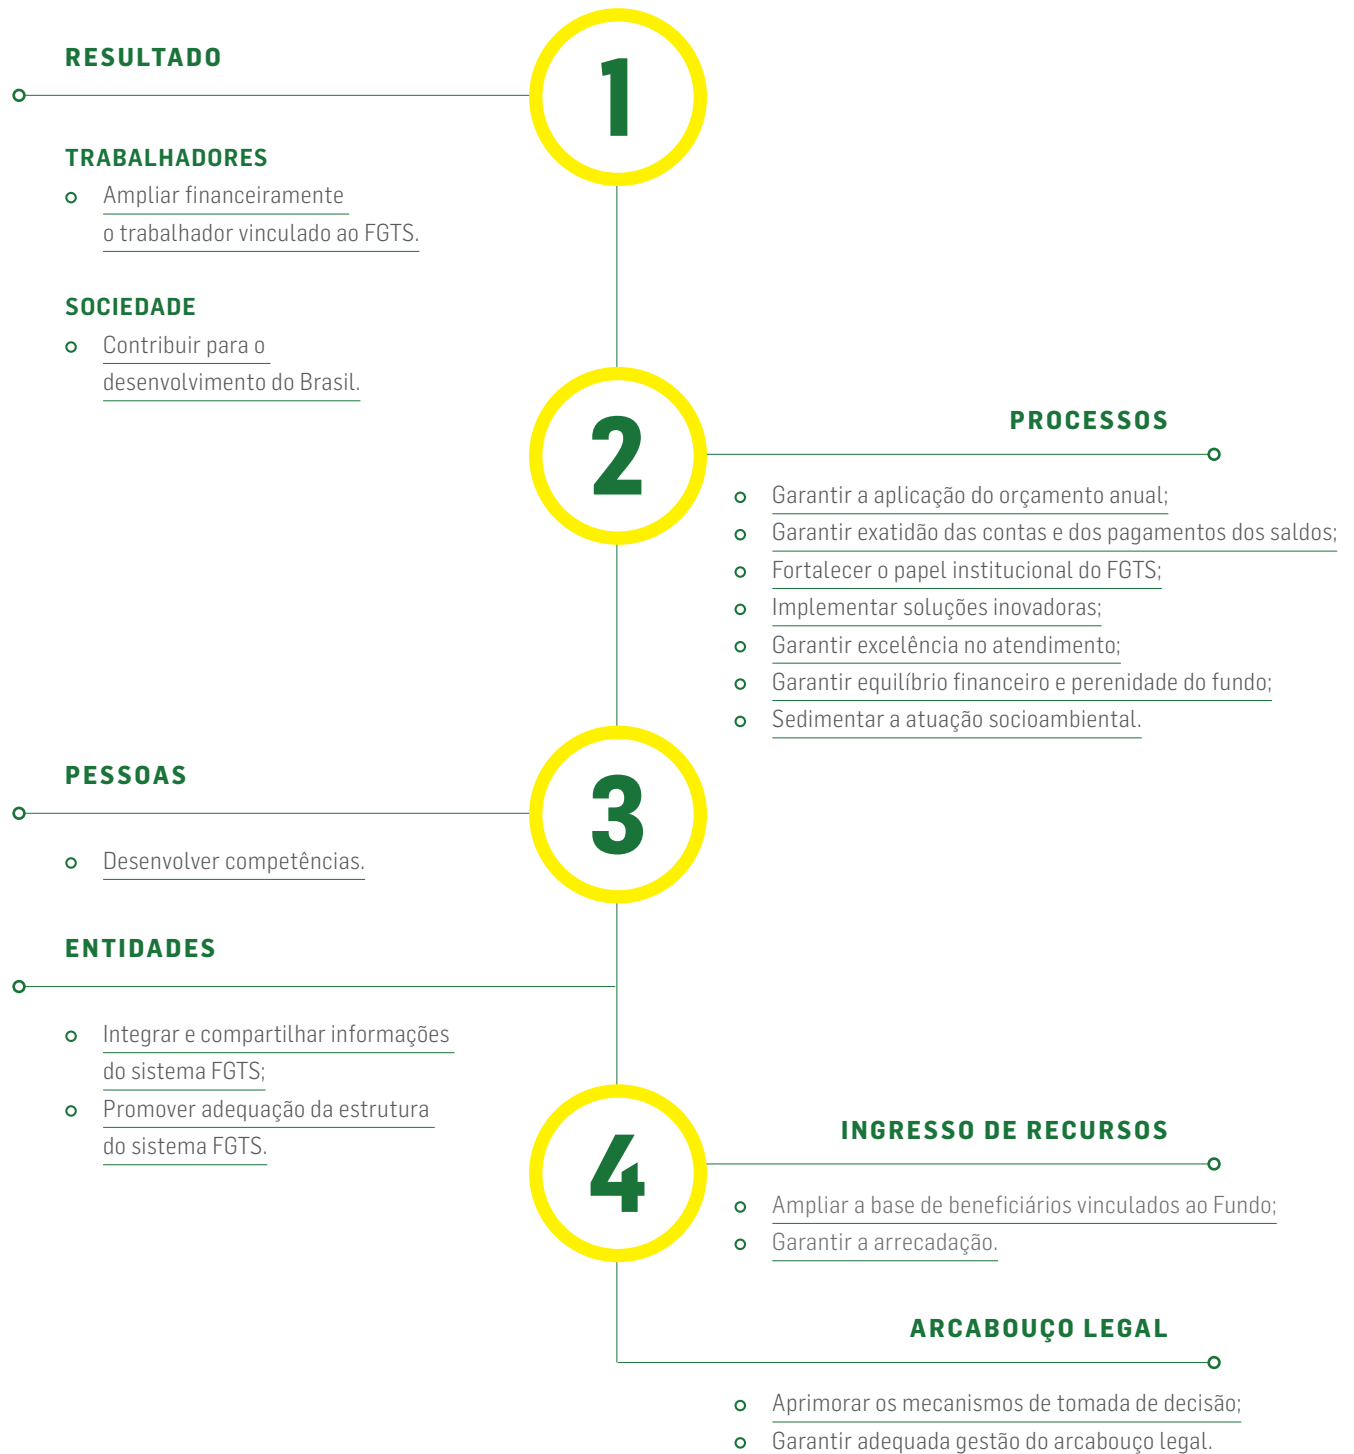 1
RESULTADO
TRABALHADORES
Ampliar financeiramente
o trabalhador vinculado ao FGTS.
SOCIEDADE
Contribuir para o
desenvolvimento do Brasil.
2
PROCESSOS
Garantir a aplicação do orçamento anual;
Garantir exatidão das contas e dos pagamentos dos saldos;
Fortalecer o papel institucional do FGTS;
Implementar soluções inovadoras;
Garantir excelência no atendimento;
Garantir equilíbrio financeiro e perenidade do fundo;
Sedimentar a atuação socioambiental.
3
PESSOAS
Desenvolver competências.
ENTIDADES
Integrar e compartilhar informações
do sistema FGTS;
Promover adequação da estrutura
do sistema FGTS.
4
INGRESSO DE RECURSOS
Ampliar a base de beneficiários vinculados ao Fundo;
Garantir a arrecadação.
ARCABOUÇO LEGAL
Aprimorar os mecanismos de tomada de decisão;
Garantir adequada gestão do arcabouço legal.